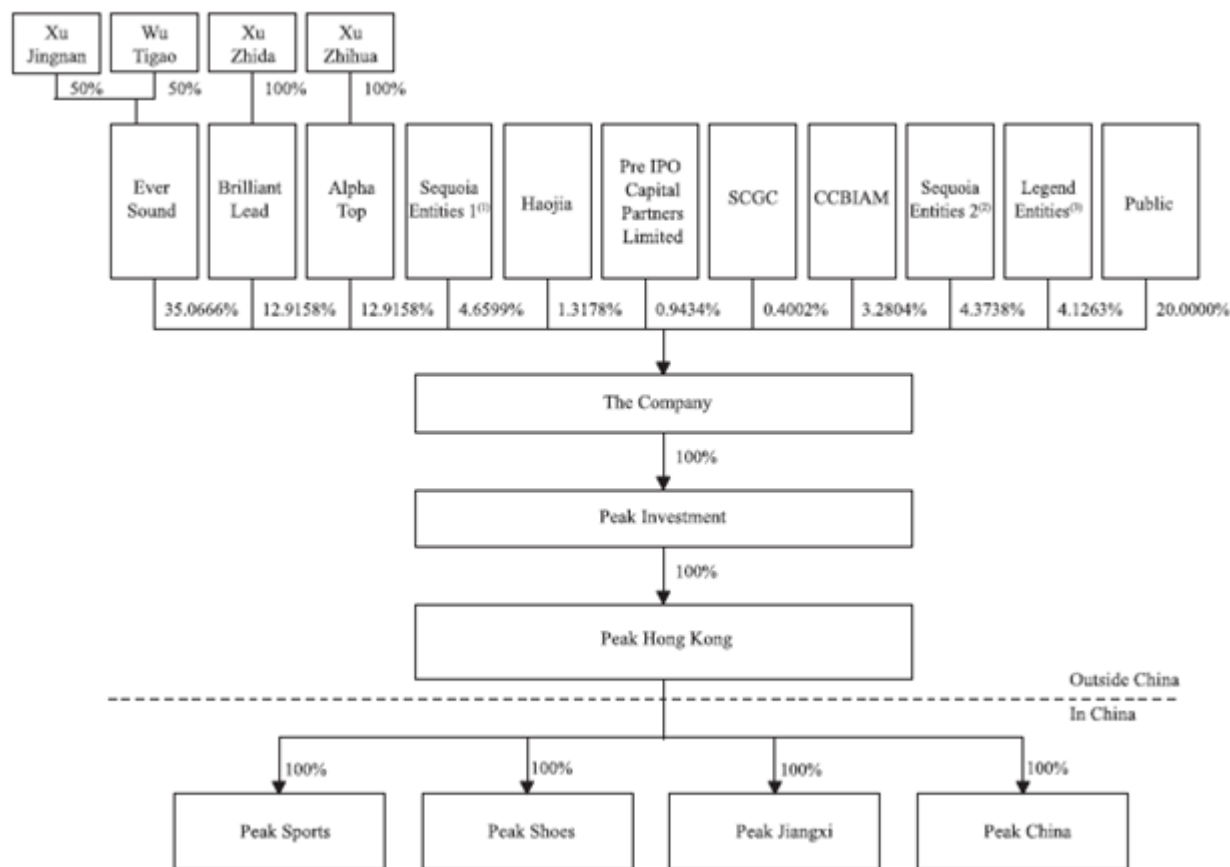 Xu
Jingnan
Wu
Tigao
Xu
Zhida
Xu
Zhihua
50%
50%
100%
100%
Ever
Sound
Brilliant
Lead
Alpha
Top
Sequoia
Entities 1(1)
Haojia
Pre IPO
Capital
Partners
Limited
SCGC
CCBIAM
Sequoia
Entities 2(2)
Legend
Entities(3)
Public
35.0666%
12.9158%
12.9158%
4.6599%
1.3178%
0.9434%
0.4002%
3.2804%
4.3738%
4.1263%
20.0000%
The Company
100%
Peak Investment
100%
Peak Hong Kong
Outside China
In China
100%
100%
100%
100%
Peak Sports
Peak Shoes
Peak Jiangxi
Peak China